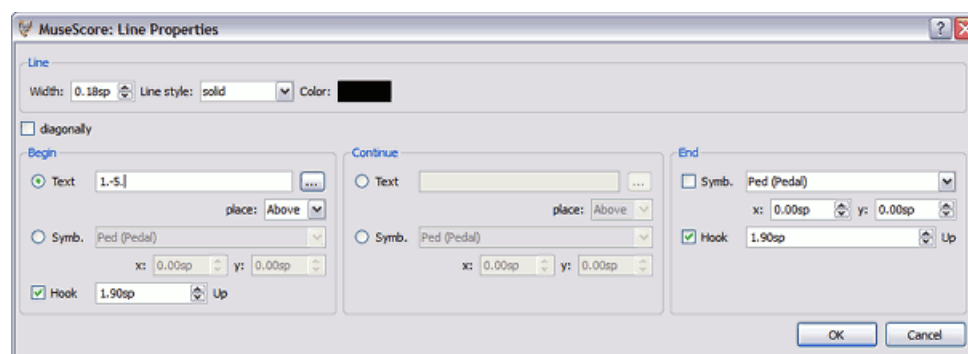 MuseScore: Line Properties
Line
Width: 0.18sp Line style: solid Color:
diagonally
Begin
Text 1.-5. ...
place: Above
Symb. Ped (Pedal)
x: 0.00sp y: 0.00sp
Hook 1.90sp Up
Continue
Text ...
place: Above
Symb. Ped (Pedal)
x: 0.00sp y: 0.00sp
End
Symb. Ped (Pedal)
x: 0.00sp y: 0.00sp
Hook 1.90sp Up
OK Cancel